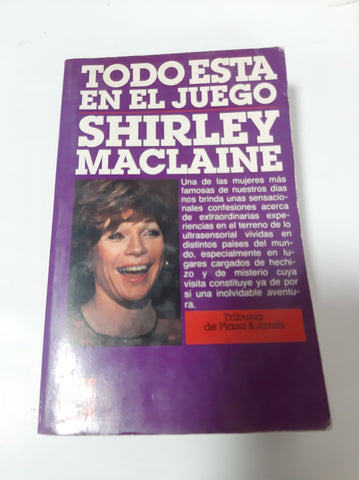 TODO ESTA
EN EL JUEGO
SHIRLEY
MACLAINE
Una de las mujeres más
famosas de nuestros días
nos brinda unas sensacio-
nales confesiones acerca
de extraordinarias expe-
riencias en el terreno de lo
ultrasensorial vividas en
distintos países del mun-
do, especialmente en lu-
gares cargados de hechi-
zo y de misterio cuya
visita constituye ya de por
sí una inolvidable aventu-
ra.
Tribuna
de Plaza & Janés